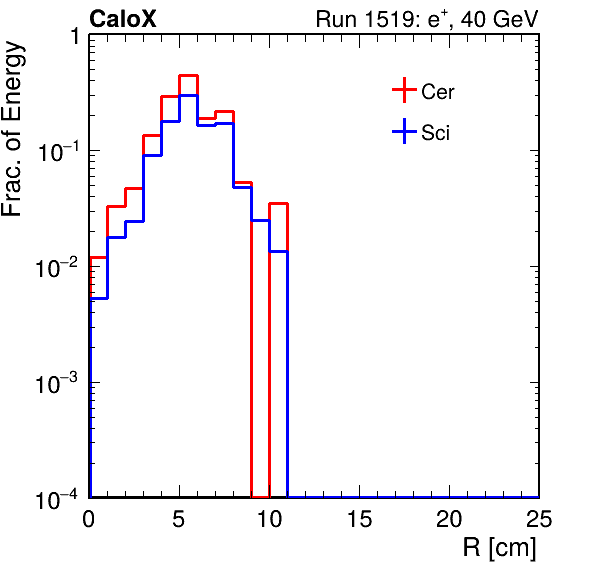 CaloX Run 1519: e⁺, 40 GeV
Frac. of Energy
1
10⁻¹
10⁻²
10⁻³
10⁻⁴
Cer
Sci
0 5 10 15 20 25
R [cm]